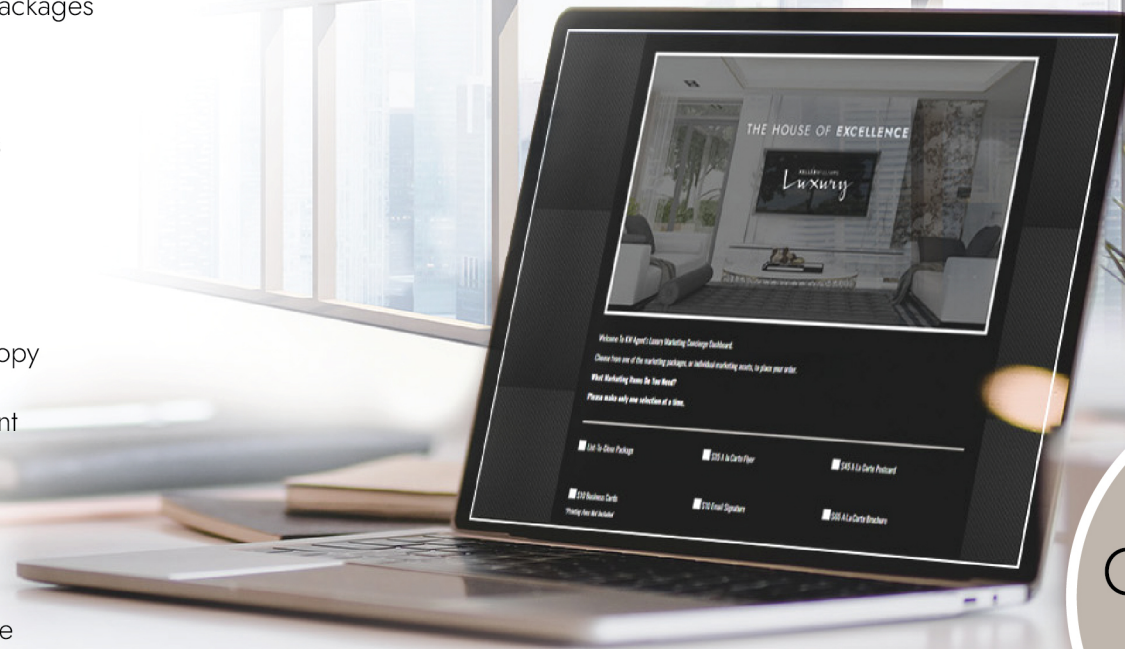 ackages
opy
nt
e
THE HOUSE OF EXCELLENCE
KELLERWILLIAMS
Luxury
Welcome To KW Agent's Luxury Marketing Concierge Dashboard.
Choose from one of the marketing packages, or individual marketing assets, to place your order.
What Marketing Items Do You Need?
Please make only one selection at a time.
List-To-Close Package
$35 A la Carte Flyer
$45 A La Carte Postcard
$10 Business Cards
*Printing Fees Not Included
$10 Email Signature
$85 A La Carte Brochure